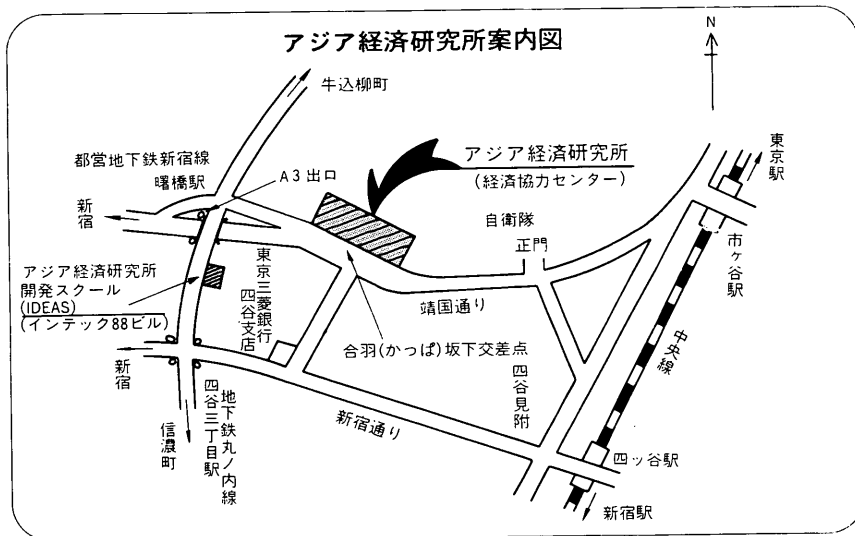 アジア経済研究所案内図
N
牛込柳町
東京駅
都営地下鉄新宿線
曙橋駅
A3出口
アジア経済研究所
(経済協力センター)
新宿
自衛隊
正門
市ヶ谷駅
アジア経済研究所
開発スクール
(IDEAS)
(インテック88ビル)
東京三菱銀行
四谷支店
靖国通り
中央線
合羽(かっぱ)坂下交差点
新宿
四谷見附
新宿通り
信濃町
地下鉄丸ノ内線
四谷三丁目駅
四ッ谷駅
新宿駅